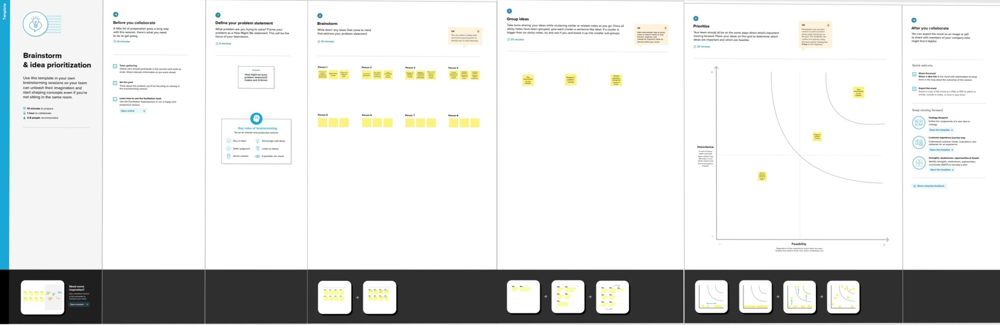 Template
Brainstorm
& idea prioritization
Use this template in your own
brainstorming sessions so your team
can unleash their imagination and
start shaping concepts even if you're
not sitting in the same room.
10 minutes to prepare
1 hour to collaborate
2-8 people recommended
Need some
inspiration?
See a finished version
of this template to
kickstart your work.
Open example
Before you collaborate
A little bit of preparation goes a long way
with this session. Here's what you need
to do to get going.
10 minutes
Team gathering
Define who should participate in the session and send an
invite. Share relevant information or pre-work ahead.
Set the goal
Think about the problem you'll be focusing on solving in
the brainstorming session.
Learn how to use the facilitation tools
Use the Facilitation Superpowers to run a happy and
productive session.
Open article
1
Define your problem statement
What problem are you trying to solve? Frame your
problem as a How Might We statement. This will be the
focus of your brainstorm.
5 minutes
PROBLEM
How might we [your
problem statement]?
Copies and Criticism
Key rules of brainstorming
To run an smooth and productive session
Stay in topic.
Encourage wild ideas.
Defer judgment.
Listen to others.
Go for volume.
If possible, be visual.
2
Brainstorm
Write down any ideas that come to mind
that address your problem statement.
10 minutes
TIP
You can select a sticky note
and hit the pencil [switch to
sketch] icon to start drawing!
Person 1
Person 2
Person 3
Person 4
Focus on a
different
goal
Take
responsibility
for the
situation
Engage in
problem
solving
Person 5
Person 6
Person 7
Person 8
3
Group ideas
Take turns sharing your ideas while clustering similar or related notes as you go. Once all
sticky notes have been grouped, give each cluster a sentence-like label. If a cluster is
bigger than six sticky notes, try and see if you and break it up into smaller sub-groups.
20 minutes
TIP
Add customizable tags to sticky
notes to make it easier to find,
browse, organize, and
categorize important ideas as
themes within your mural.
Take
responsibility
for the
situation
Engage in
problem
solving
Directly
attempt to
change the
source of
stress
4
Prioritize
Your team should all be on the same page about what's important
moving forward. Place your ideas on this grid to determine which
ideas are important and which are feasible.
20 minutes
TIP
Participants can use their
cursors to point at where
sticky notes should go on
the grid. The facilitator can
confirm the spot by using
the laser pointer holding the
H key on the keyboard.
+
Take
responsibility
for the
situation
Engage in
problem
solving
Importance
If each of these
tasks could get
done without any
difficulty or cost,
which would have
the most positive
impact?
Directly
attempt to
change the
source of
stress
-
-
Feasibility
+
Regardless of their importance, which tasks are more
feasible than others? (Cost, time, effort, complexity, etc.)
After you collaborate
You can export the mural as an image or pdf
to share with members of your company who
might find it helpful.
Quick add-ons
Share the mural
Share a view link to the mural with stakeholders to keep
them in the loop about the outcomes of the session.
Export the mural
Export a copy of the mural as a PNG or PDF to attach to
emails, include in slides, or save in your drive.
Keep moving forward
Strategy blueprint
Define the components of a new idea or
strategy.
Open the template
Customer experience journey map
Understand customer needs, motivations, and
obstacles for an experience.
Open the template
Strengths, weaknesses, opportunities & threats
Identify strengths, weaknesses, opportunities,
and threats (SWOT) to develop a plan.
Open the template
Share template feedback